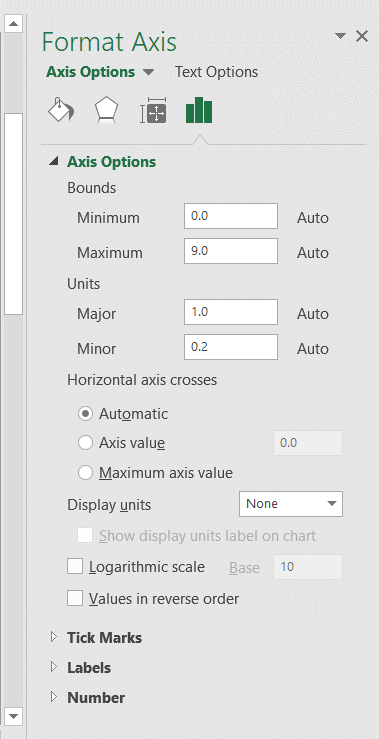 Format Axis
Axis Options Text Options
Axis Options
Bounds
Minimum 0.0 Auto
Maximum 9.0 Auto
Units
Major 1.0 Auto
Minor 0.2 Auto
Horizontal axis crosses
Automatic
Axis value 0.0
Maximum axis value
Display units None
Show display units label on chart
Logarithmic scale Base 10
Values in reverse order
Tick Marks
Labels
Number